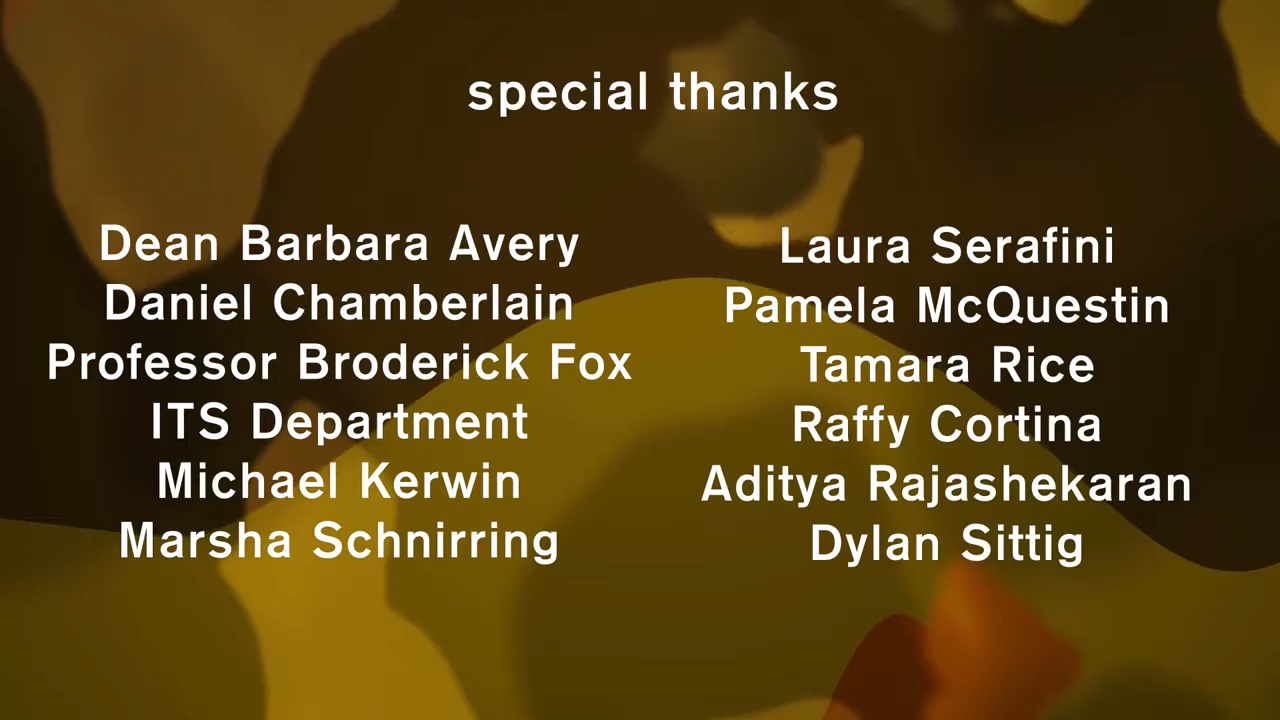 special thanks
Dean Barbara Avery
Daniel Chamberlain
Professor Broderick Fox
ITS Department
Michael Kerwin
Marsha Schnirring
Laura Serafini
Pamela McQuestin
Tamara Rice
Raffy Cortina
Aditya Rajashekaran
Dylan Sittig